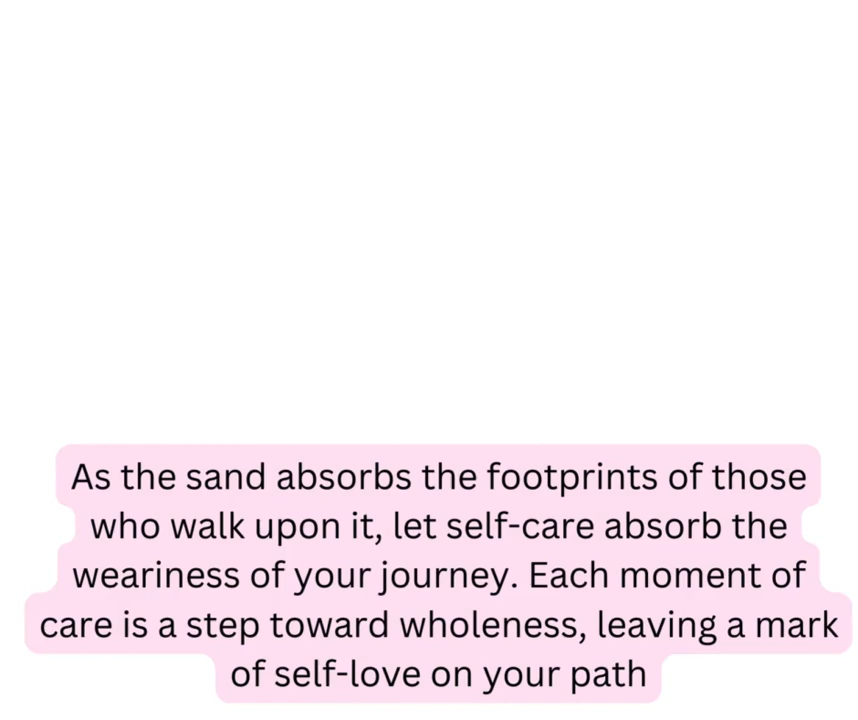 As the sand absorbs the footprints of those
who walk upon it, let self-care absorb the
weariness of your journey. Each moment of
care is a step toward wholeness, leaving a mark
of self-love on your path